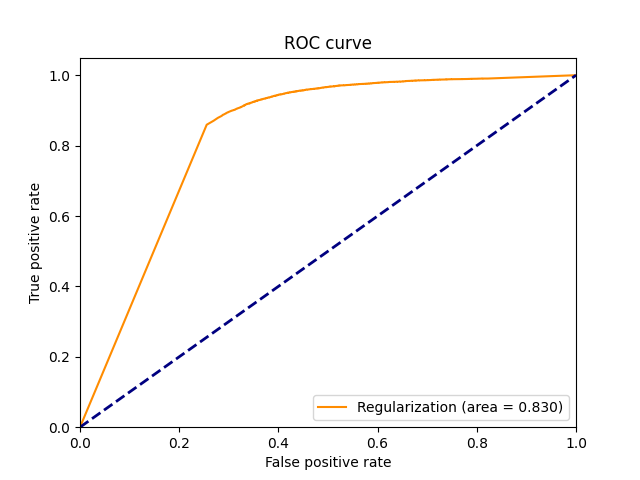 ROC curve
True positive rate
1.0
0.8
0.6
0.4
0.2
0.0
0.0 0.2 0.4 0.6 0.8 1.0
False positive rate
Regularization (area = 0.830)